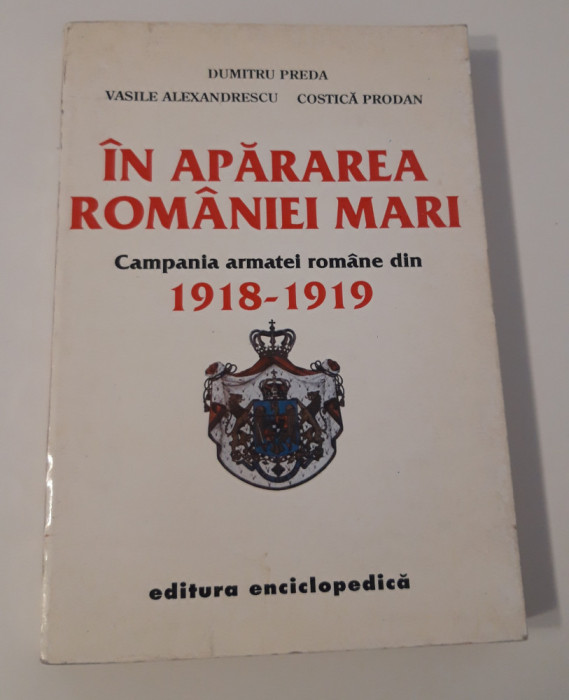 DUMITRU PREDA
VASILE ALEXANDRESCU COSTICĂ PRODAN
ÎN APĂRAREA
ROMÂNIEI MARI
Campania armatei române din
1918-1919
editura enciclopedică